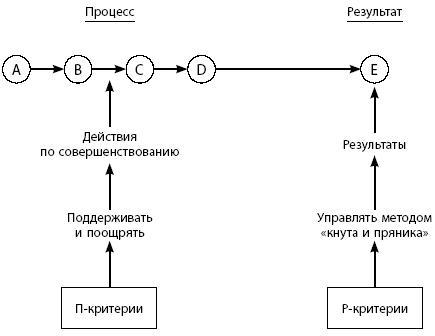 Процесс
Результат
A
B
C
D
E
Действия
по совершенствованию
Результаты
Поддерживать
и поощрять
Управлять методом
«кнута и пряника»
П-критерии
Р-критерии